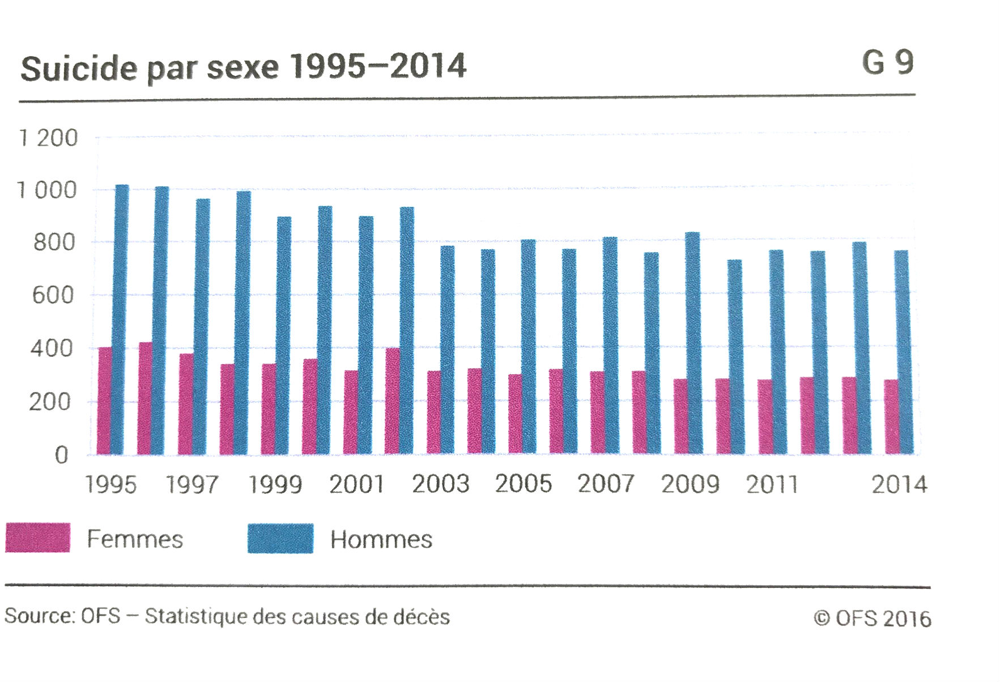 Suicide par sexe 1995–2014 G 9
1 200
1 000
800
600
400
200
0
1995 1997 1999 2001 2003 2005 2007 2009 2011 2014
Femmes Hommes
Source: OFS – Statistique des causes de décès © OFS 2016